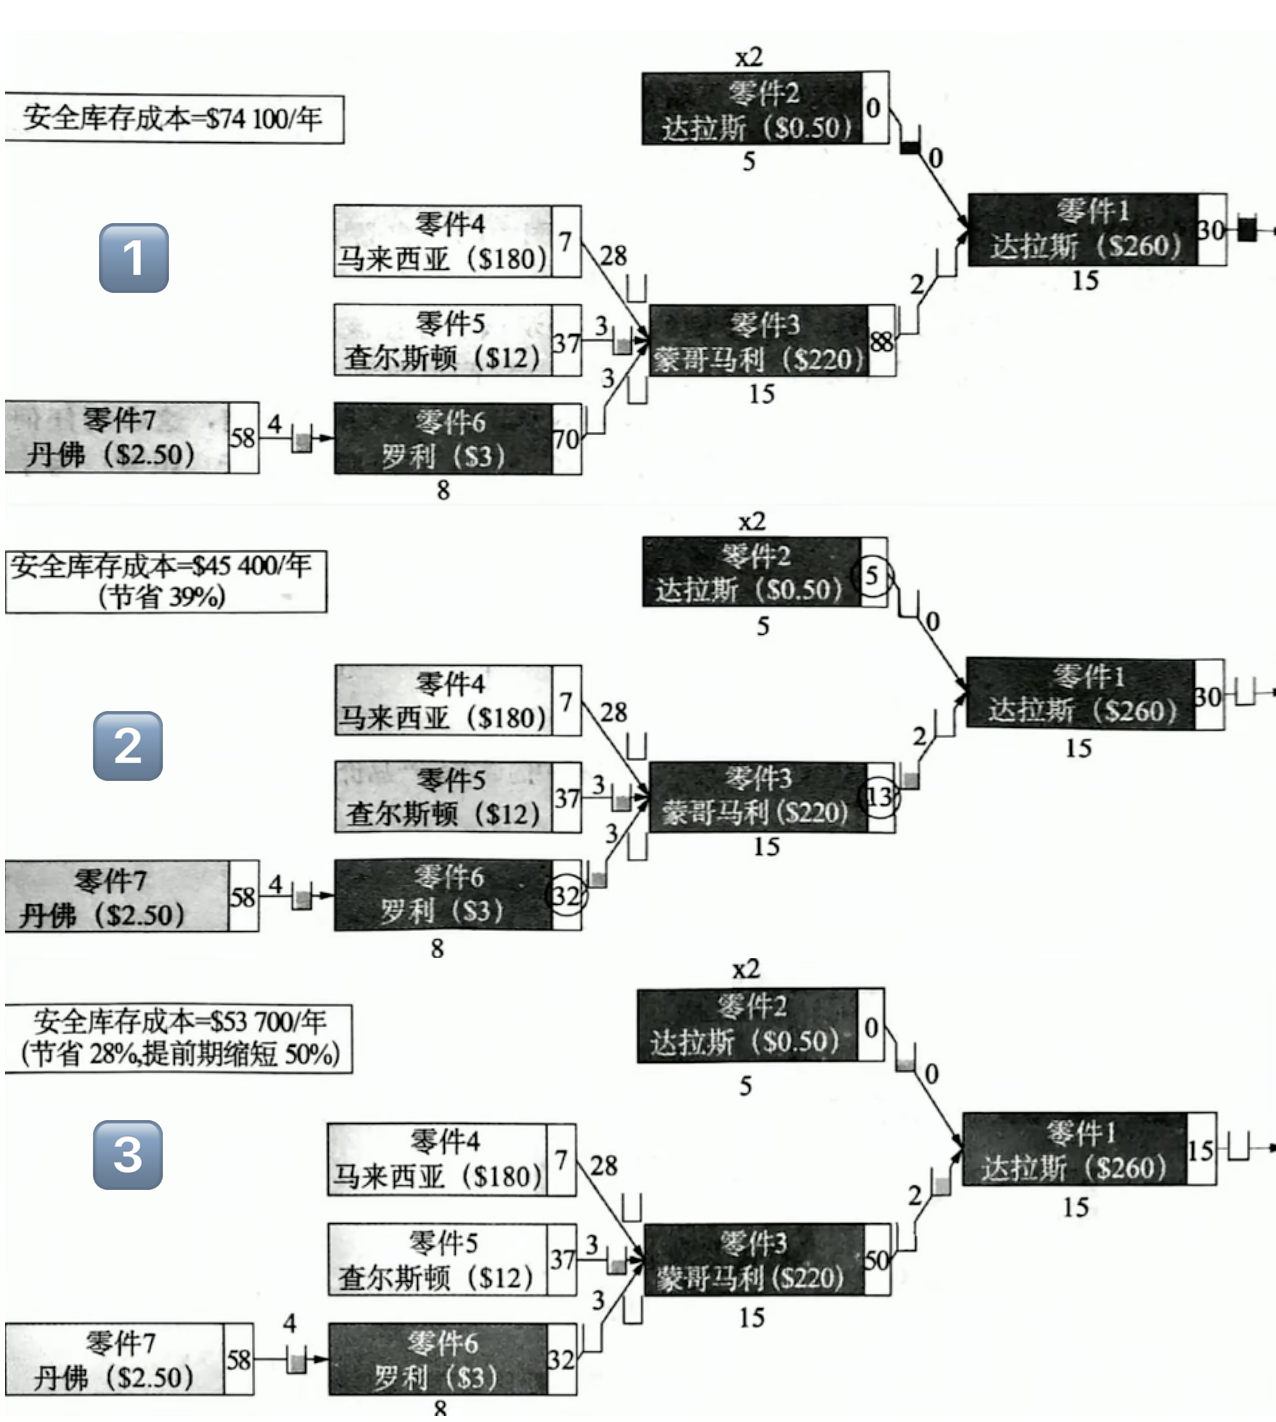 x2
零件2
达拉斯（$0.50）
0
5
0
安全库存成本=$74 100/年
零件1
达拉斯（$260）
30
15
零件4
马来西亚（$180）
7
28
1
零件5
查尔斯顿（$12）
37
3
零件3
蒙哥马利（$220）
88
2
15
零件7
丹佛（$2.50）
58
4
零件6
罗利（$3）
70
3
8
x2
零件2
达拉斯（$0.50）
5
5
0
安全库存成本=$45 400/年
(节省 39%)
零件1
达拉斯（$260）
30
15
零件4
马来西亚（$180）
7
28
2
零件5
查尔斯顿（$12）
37
3
零件3
蒙哥马利($220)
13
2
15
零件7
丹佛（$2.50）
58
4
零件6
罗利（$3）
32
3
8
x2
零件2
达拉斯（$0.50）
0
5
0
安全库存成本=$53 700/年
(节省 28%,提前期缩短 50%)
零件1
达拉斯（$260）
15
15
零件4
马来西亚（$180）
7
28
3
零件5
查尔斯顿（$12）
37
3
零件3
蒙哥马利($220)
50
2
15
零件7
丹佛（$2.50）
58
4
零件6
罗利（$3）
32
3
8